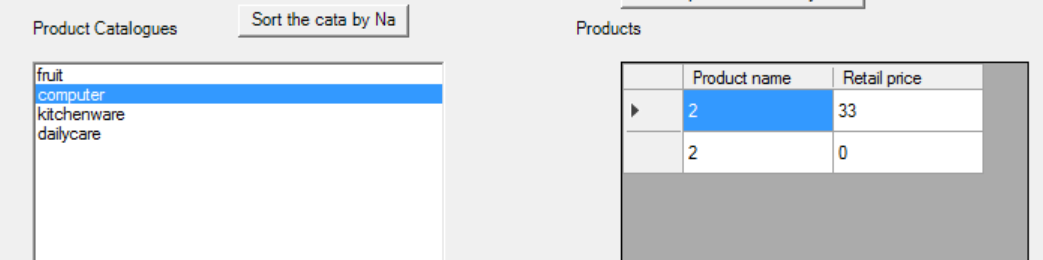 Product Catalogues
Sort the cata by Na
fruit
computer
kitchenware
dailycare
Products
Product name Retail price
2 33
2 0